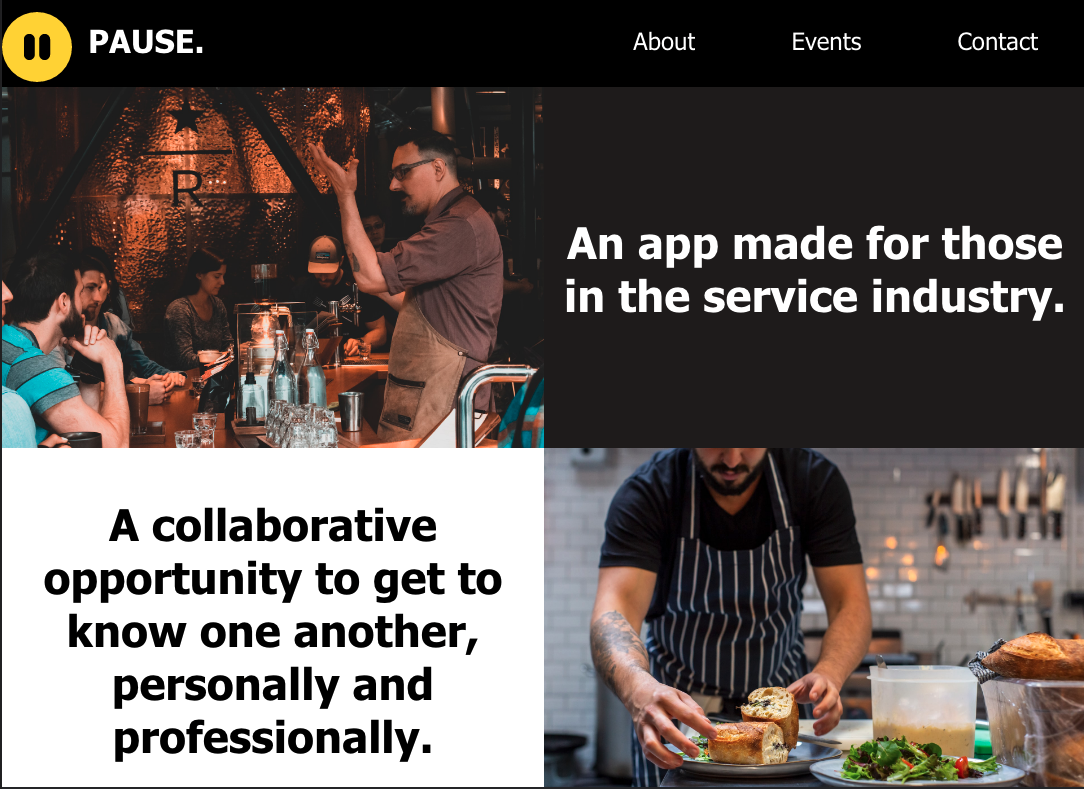 PAUSE.
About
Events
Contact
R
An app made for those
in the service industry.
A collaborative
opportunity to get to
know one another,
personally and
professionally.